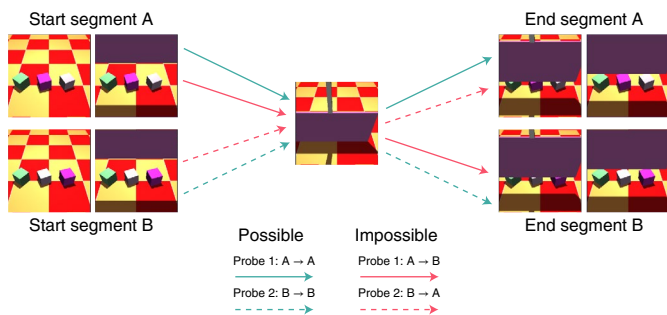 Start segment A
End segment A
Start segment B
End segment B
Possible
Impossible
Probe 1: A → A
Probe 1: A → B
Probe 2: B → B
Probe 2: B → A